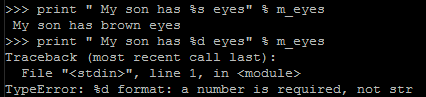 >>> print " My son has %s eyes" % m_eyes
 My son has brown eyes
>>> print " My son has %d eyes" % m_eyes
Traceback (most recent call last):
  File "<stdin>", line 1, in <module>
TypeError: %d format: a number is required, not str